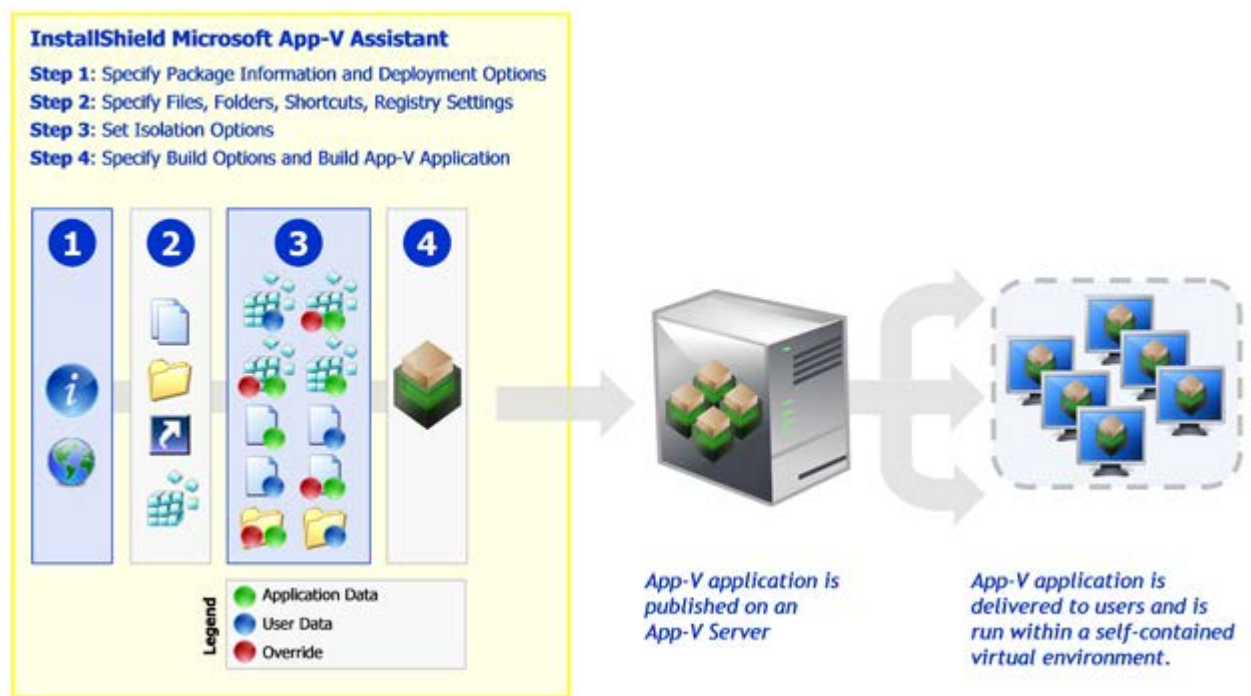 InstallShield Microsoft App-V Assistant
Step 1: Specify Package Information and Deployment Options
Step 2: Specify Files, Folders, Shortcuts, Registry Settings
Step 3: Set Isolation Options
Step 4: Specify Build Options and Build App-V Application
1
2
3
4
i
Legend
Application Data
User Data
Override
App-V application is
published on an
App-V Server
App-V application is
delivered to users and is
run within a self-contained
virtual environment.